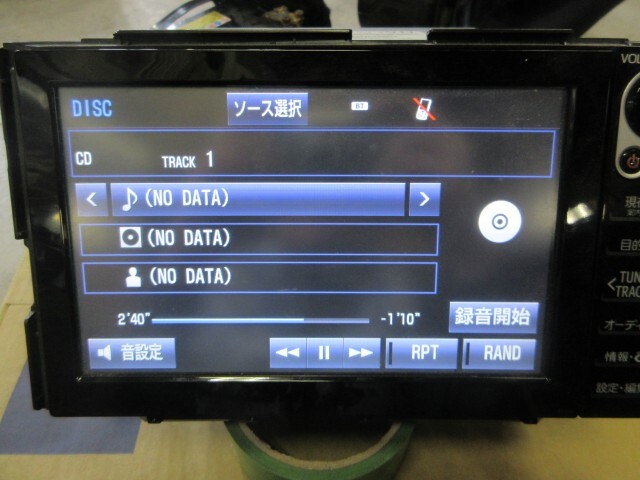 VOL
DISC ソース選択 BT
CD TRACK 1
< (NO DATA) >
(NO DATA)
(NO DATA)
2'40" -1'10" 録音開始
音設定 RPT RAND
現在
目的
<TUN
TRAC
オーデ
情報・
設定・編